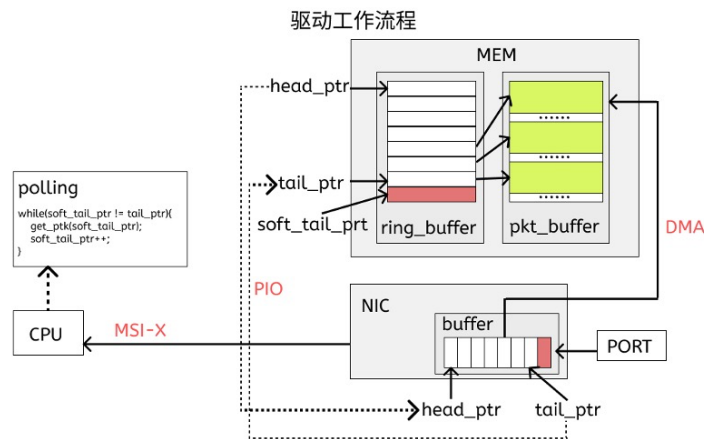 驱动工作流程
MEM
head_ptr
tail_ptr
soft_tail_prt
ring_buffer
pkt_buffer
......
......
......
polling
while(soft_tail_ptr != tail_ptr){
get_ptk(soft_tail_ptr);
soft_tail_ptr++;
}
PIO
DMA
NIC
buffer
CPU
MSI-X
PORT
head_ptr
tail_ptr